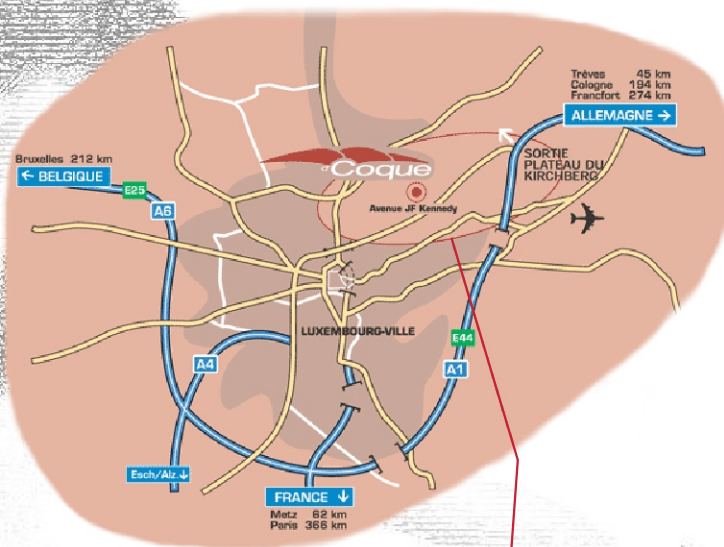 Trèves 45 km
Cologne 194 km
Francfort 274 km
ALLEMAGNE →
SORTIE
PLATEAU DU
KIRCHBERG
Bruxelles 212 km
← BELGIQUE
E25
A6
d'Coque
Avenue JF Kennedy
LUXEMBOURG-VILLE
E44
A4
A1
Esch/Alz. ↓
FRANCE ↓
Metz 62 km
Paris 366 km